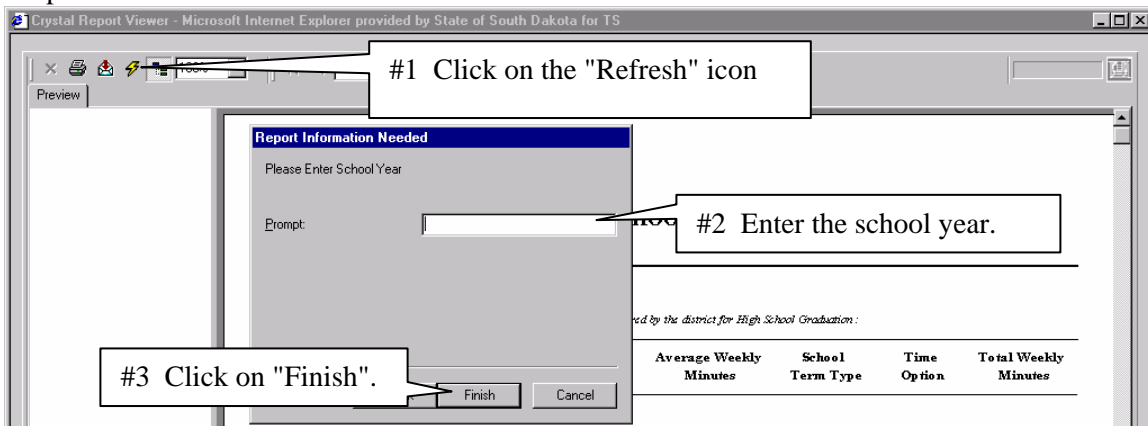 Crystal Report Viewer - Microsoft Internet Explorer provided by State of South Dakota for TS
#1 Click on the "Refresh" icon
Preview
Report Information Needed
Please Enter School Year
Prompt:
#2 Enter the school year.
by the district for High School Graduation :
Average Weekly Minutes
School Term Type
Time Option
Total Weekly Minutes
#3 Click on "Finish".
Finish
Cancel